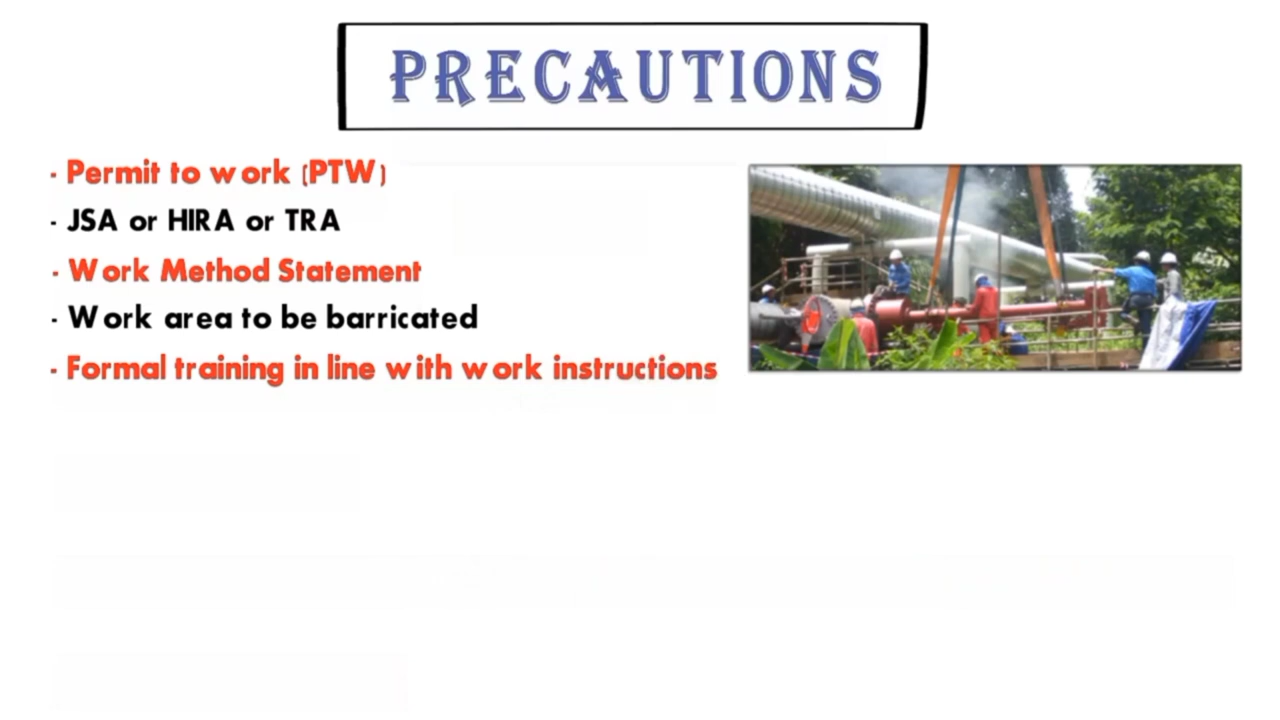 PRECAUTIONS
- Permit to work (PTW)
- JSA or HIRA or TRA
- Work Method Statement
- Work area to be barricated
- Formal training in line with work instructions